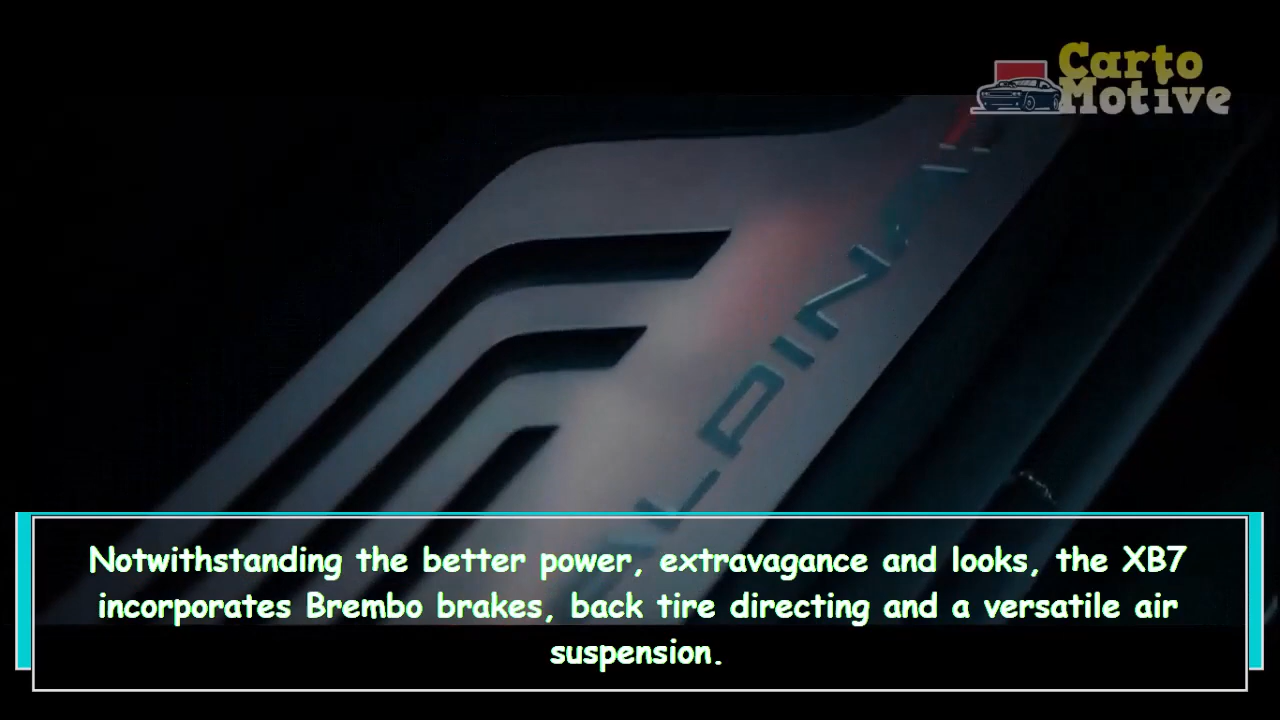 Carto
Motive
ALPINA
Notwithstanding the better power, extravagance and looks, the XB7
incorporates Brembo brakes, back tire directing and a versatile air
suspension.